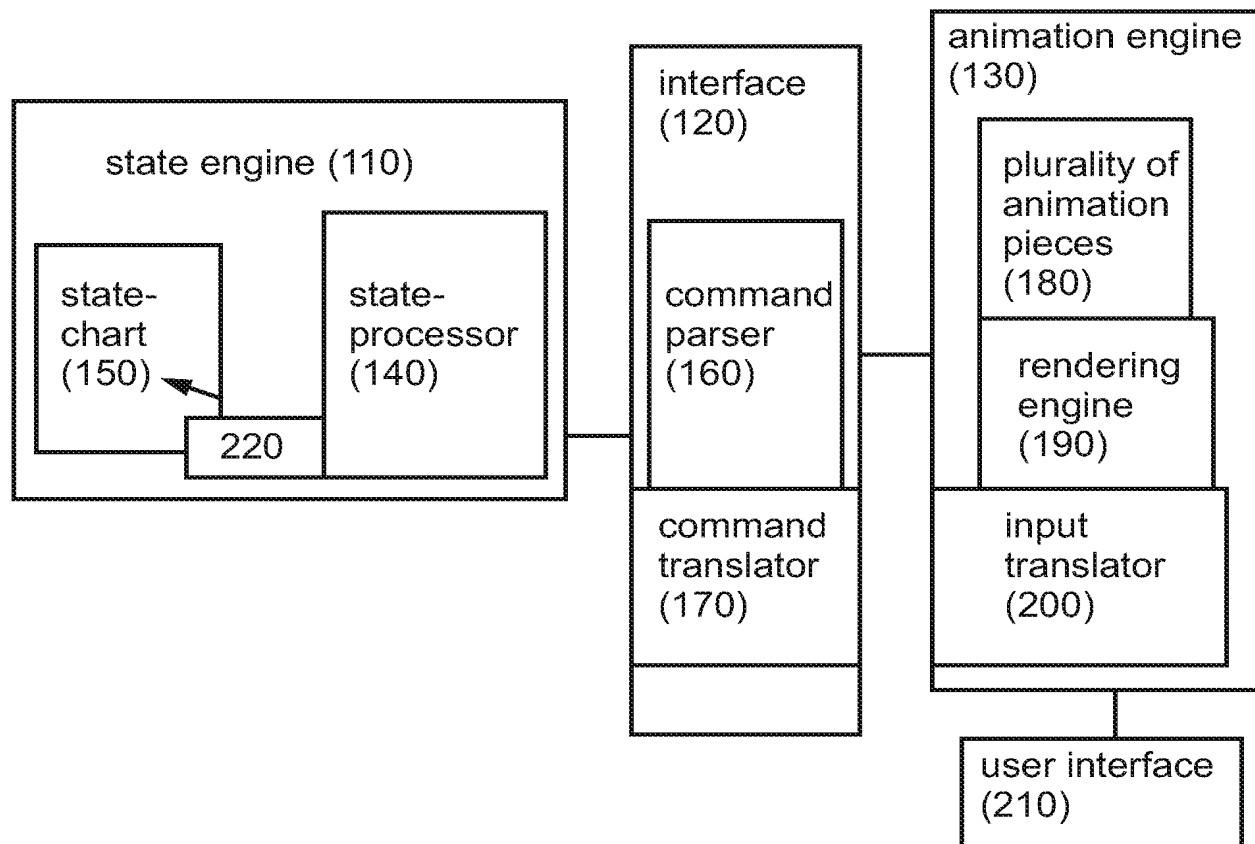 state engine (110)
state-
chart
(150)
220
state-
processor
(140)
interface
(120)
command
parser
(160)
command
translator
(170)
animation engine
(130)
plurality of
animation
pieces
(180)
rendering
engine
(190)
input
translator
(200)
user interface
(210)